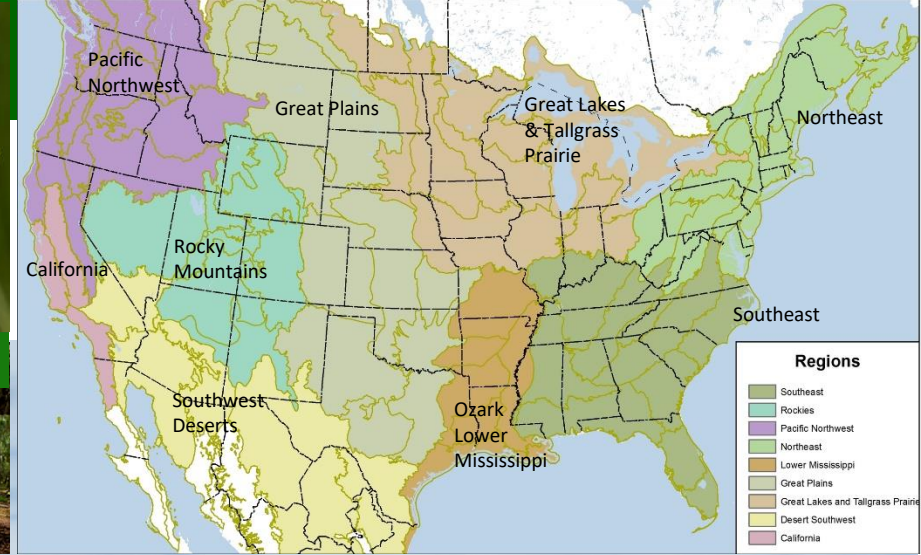 Pacific
Northwest
Great Plains
Great Lakes
& Tallgrass
Prairie
Northeast
Rocky
Mountains
California
Southeast
Southwest
Deserts
Ozark
Lower
Mississippi
Regions
Southeast
Rockies
Pacific Northwest
Northeast
Lower Mississippi
Great Plains
Great Lakes and Tallgrass Prairie
Desert Southwest
California